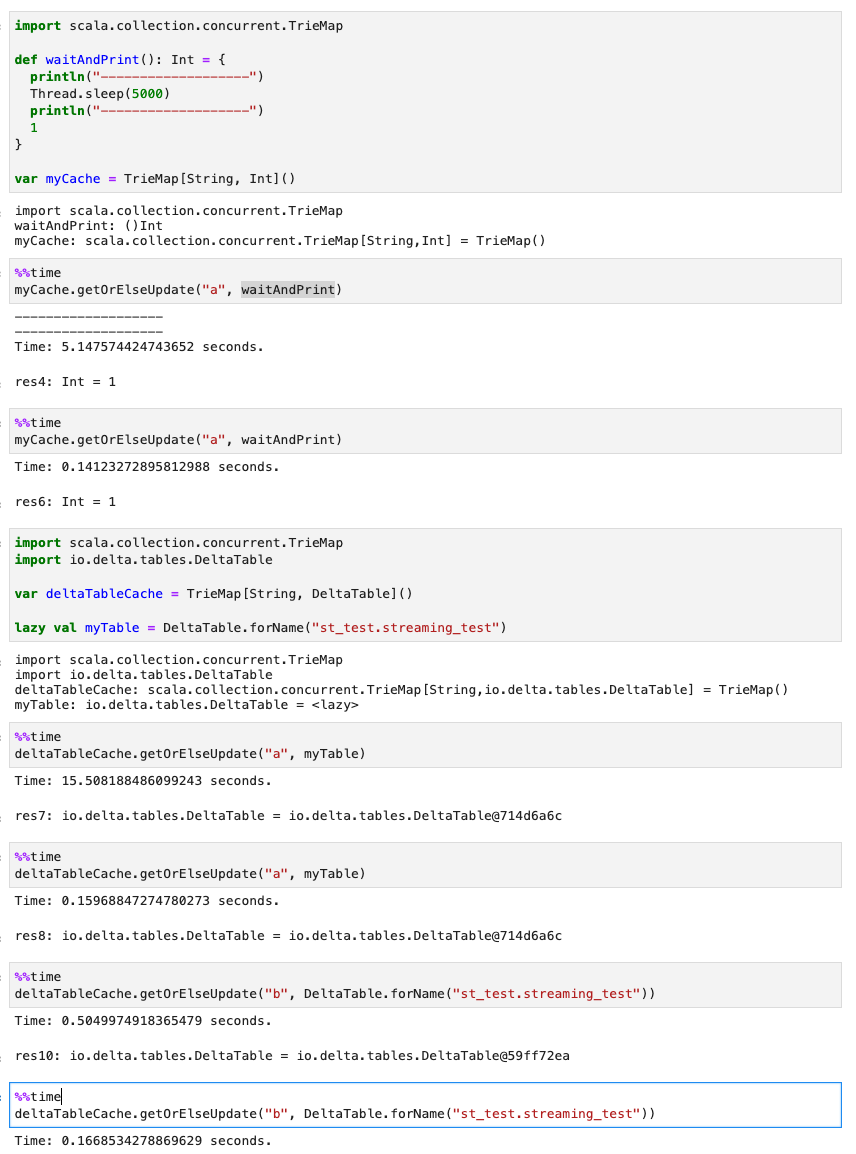 import scala.collection.concurrent.TrieMap
def waitAndPrint(): Int = {
println("-------------------")
Thread.sleep(5000)
println("-------------------")
1
}
var myCache = TrieMap[String, Int]()
import scala.collection.concurrent.TrieMap
waitAndPrint: ()Int
myCache: scala.collection.concurrent.TrieMap[String,Int] = TrieMap()
%%time
myCache.getOrElseUpdate("a", waitAndPrint)
-------------------
-------------------
Time: 5.147574424743652 seconds.
res4: Int = 1
%%time
myCache.getOrElseUpdate("a", waitAndPrint)
Time: 0.14123272895812988 seconds.
res6: Int = 1
import scala.collection.concurrent.TrieMap
import io.delta.tables.DeltaTable
var deltaTableCache = TrieMap[String, DeltaTable]()
lazy val myTable = DeltaTable.forName("st_test.streaming_test")
import scala.collection.concurrent.TrieMap
import io.delta.tables.DeltaTable
deltaTableCache: scala.collection.concurrent.TrieMap[String,io.delta.tables.DeltaTable] = TrieMap()
myTable: io.delta.tables.DeltaTable = <lazy>
%%time
deltaTableCache.getOrElseUpdate("a", myTable)
Time: 15.508188486099243 seconds.
res7: io.delta.tables.DeltaTable = io.delta.tables.DeltaTable@714d6a6c
%%time
deltaTableCache.getOrElseUpdate("a", myTable)
Time: 0.15968847274780273 seconds.
res8: io.delta.tables.DeltaTable = io.delta.tables.DeltaTable@714d6a6c
%%time
deltaTableCache.getOrElseUpdate("b", DeltaTable.forName("st_test.streaming_test"))
Time: 0.5049974918365479 seconds.
res10: io.delta.tables.DeltaTable = io.delta.tables.DeltaTable@59ff72ea
%%time
deltaTableCache.getOrElseUpdate("b", DeltaTable.forName("st_test.streaming_test"))
Time: 0.1668534278869629 seconds.